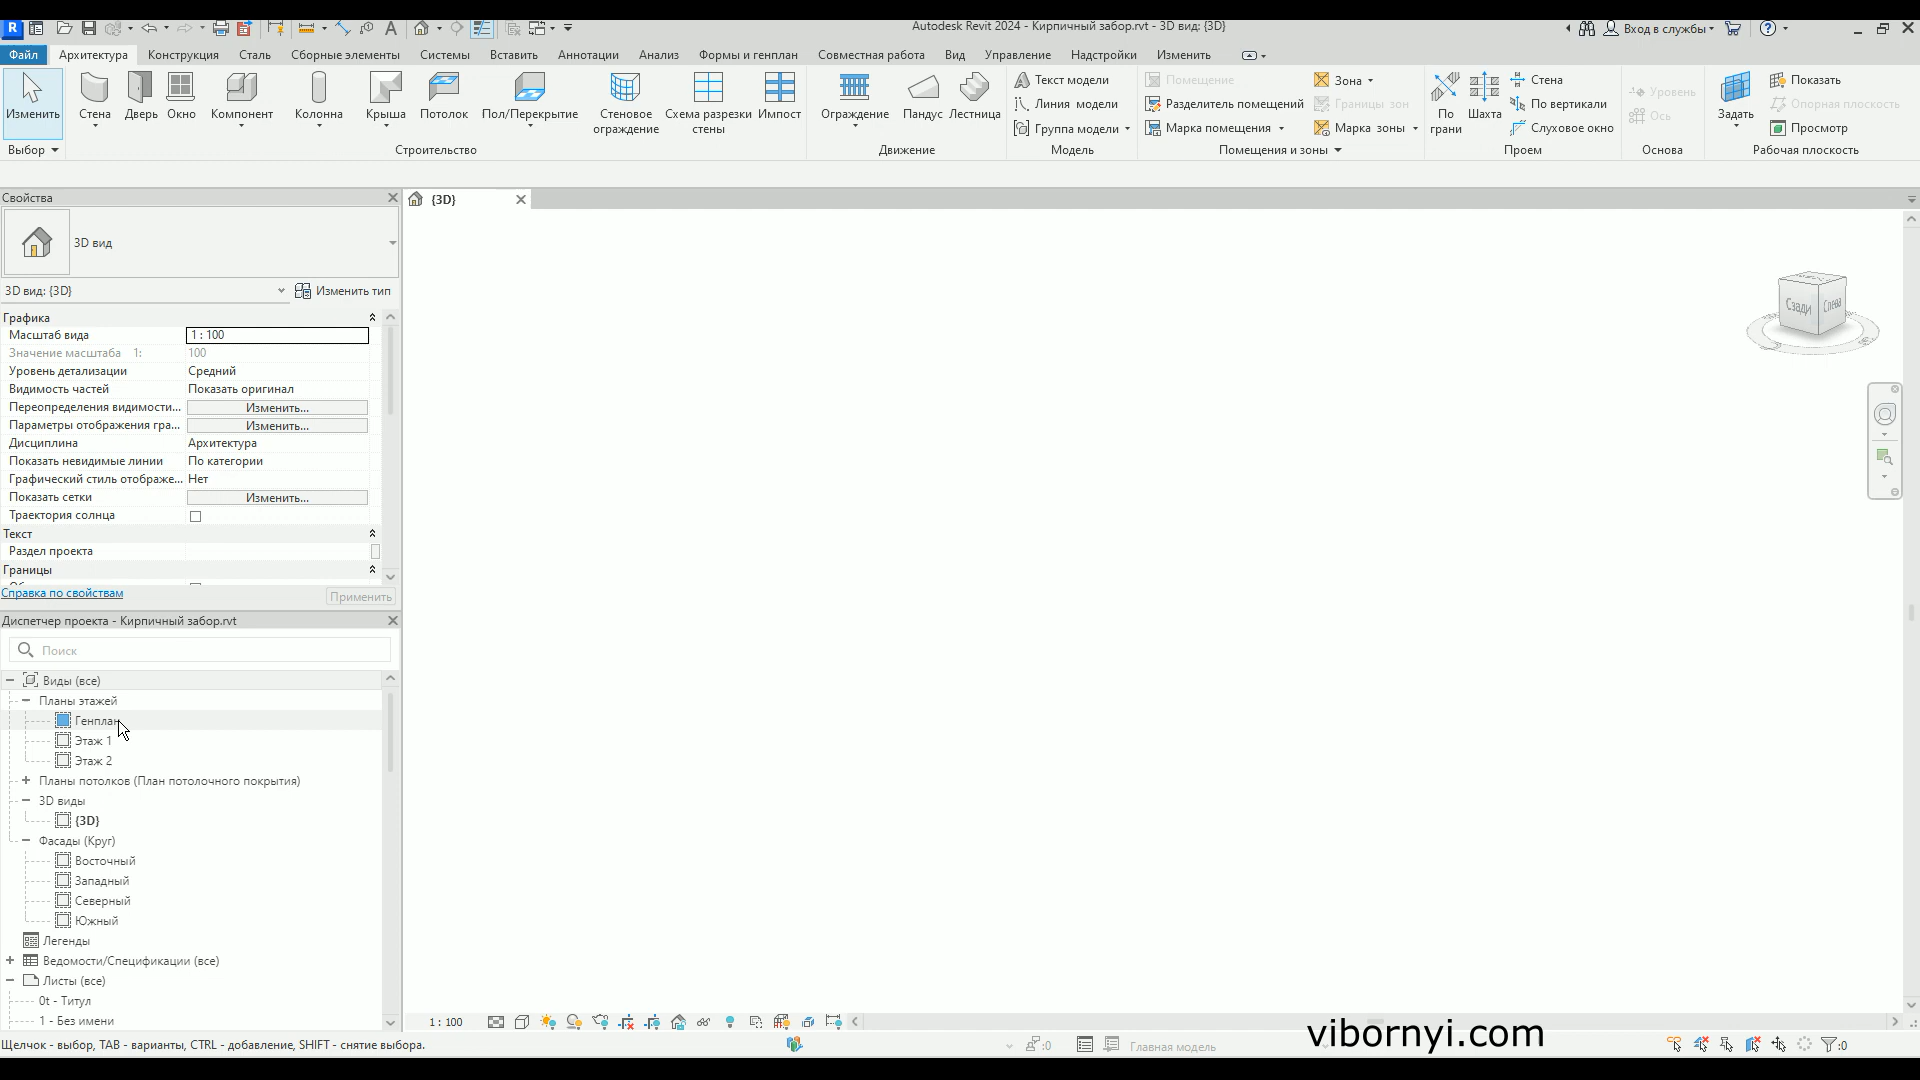 R
Autodesk Revit 2024 - Кирпичный забор.rvt - 3D вид: {3D}
Вход в службы
Файл Архитектура Конструкция Сталь Сборные элементы Системы Вставить Аннотации Анализ Формы и генплан Совместная работа Вид Управление Надстройки Изменить
Изменить Стена Дверь Окно Компонент Колонна Крыша Потолок Пол/Перекрытие Стеновое ограждение Схема разрезки стены Импост Ограждение Пандус Лестница
Текст модели Помещение Зона
Линия модели Разделитель помещений Границы зон
Группа модели Марка помещения Марка зоны
По грани Шахта
Стена
По вертикали
Слуховое окно
Уровень
Ось
Задать
Показать
Опорная плоскость
Просмотр
Выбор Строительство Движение Модель Помещения и зоны Проем Основа Рабочая плоскость
Свойства
3D вид
3D вид: {3D} Изменить тип
Графика
Масштаб вида 1 : 100
Значение масштаба 1: 100
Уровень детализации Средний
Видимость частей Показать оригинал
Переопределения видимости... Изменить...
Параметры отображения гра... Изменить...
Дисциплина Архитектура
Показать невидимые линии По категории
Графический стиль отображе... Нет
Показать сетки Изменить...
Траектория солнца
Текст
Раздел проекта
Границы
Справка по свойствам Применить
Диспетчер проекта - Кирпичный забор.rvt
Поиск
Виды (все)
Планы этажей
Генплан
Этаж 1
Этаж 2
Планы потолков (План потолочного покрытия)
3D виды
{3D}
Фасады (Круг)
Восточный
Западный
Северный
Южный
Легенды
Ведомости/Спецификации (все)
Листы (все)
0t - Титул
1 - Без имени
{3D}
Сзади Слева
1 : 100
vibornyi.com
Щелчок - выбор, TAB - варианты, CTRL - добавление, SHIFT - снятие выбора.
:0
Главная модель
:0